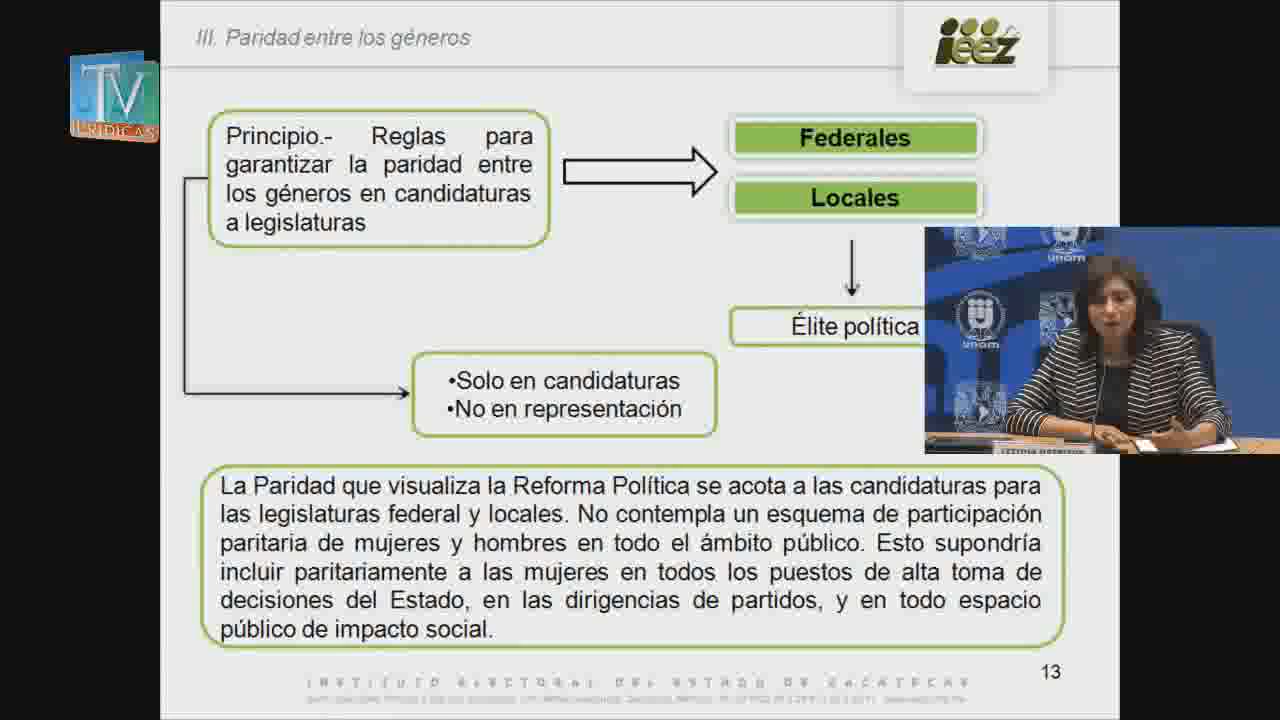 III. Paridad entre los géneros
ieez
TV
JURIDICAS
Principio.- Reglas para
garantizar la paridad entre
los géneros en candidaturas
a legislaturas
Federales
Locales
Élite política
unam
unam
•Solo en candidaturas
•No en representación
La Paridad que visualiza la Reforma Política se acota a las candidaturas para
las legislaturas federal y locales. No contempla un esquema de participación
paritaria de mujeres y hombres en todo el ámbito público. Esto supondría
incluir paritariamente a las mujeres en todos los puestos de alta toma de
decisiones del Estado, en las dirigencias de partidos, y en todo espacio
público de impacto social.
13
INSTITUTO ELECTORAL DEL ESTADO DE ZACATECAS